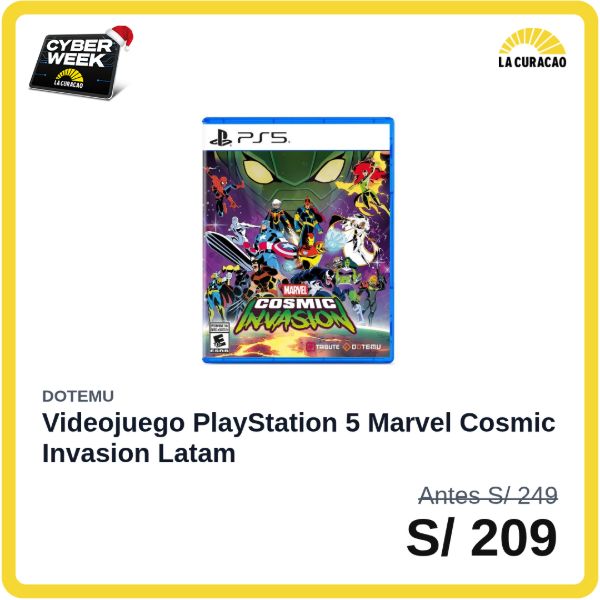 CYBER
WEEK
LA CURACAO
LA CURACAO
PS5
MARVEL
COSMIC
INVASION
TRIBUTE DOTEMU
E
ESRB
DOTEMU
Videojuego PlayStation 5 Marvel Cosmic
Invasion Latam
Antes S/ 249
S/ 209